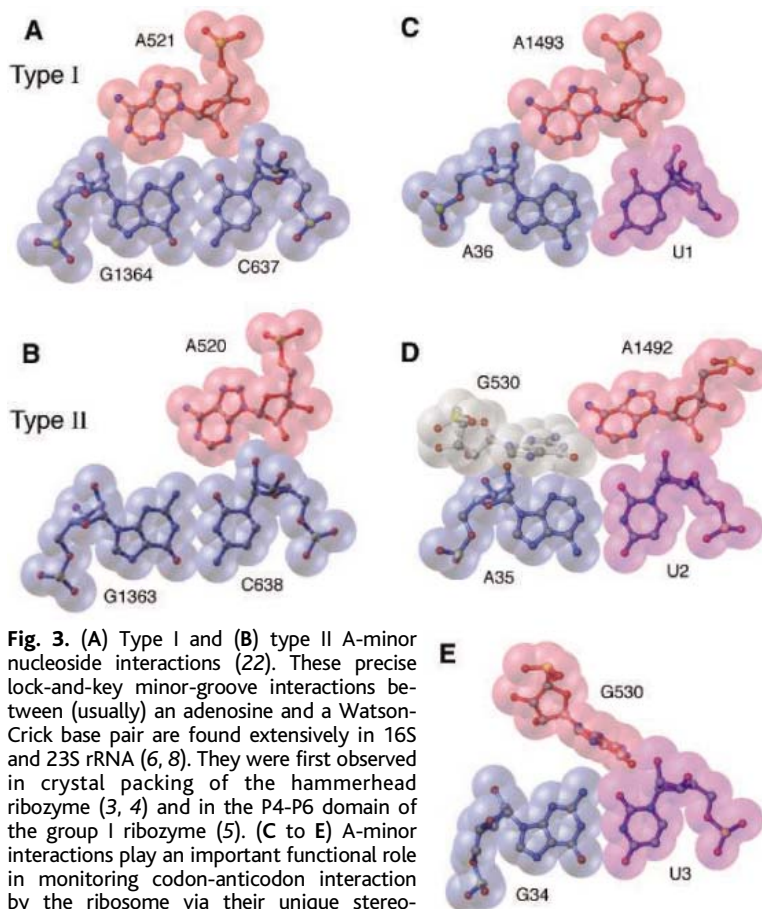 A
A521
Type I
G1364
C637
C
A1493
A36
U1
B
A520
Type II
G1363
C638
D
G530
A1492
A35
U2
Fig. 3. (A) Type I and (B) type II A-minor
nucleoside interactions (22). These precise
lock-and-key minor-groove interactions be-
tween (usually) an adenosine and a Watson-
Crick base pair are found extensively in 16S
and 23S rRNA (6, 8). They were first observed
in crystal packing of the hammerhead
ribozyme (3, 4) and in the P4-P6 domain of
the group I ribozyme (5). (C to E) A-minor
interactions play an important functional role
in monitoring codon-anticodon interaction
by the ribosome via their unique stereo-
E
G530
G34
U3